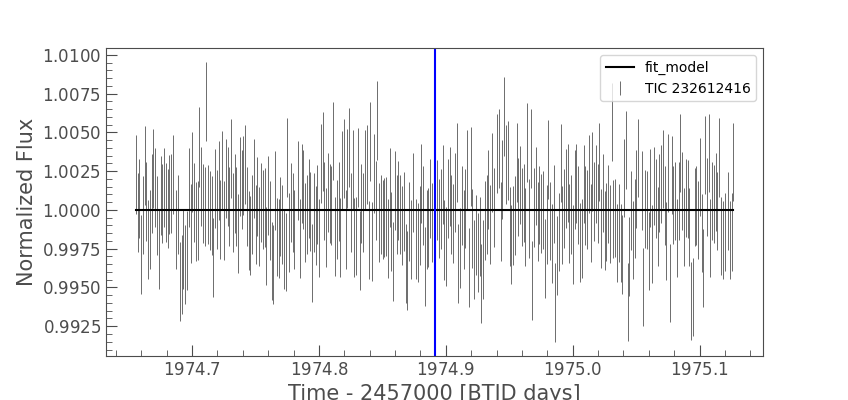 1.0100
1.0075
1.0050
1.0025
1.0000
0.9975
0.9950
0.9925
Normalized Flux
fit_model
TIC 232612416
1974.7 1974.8 1974.9 1975.0 1975.1
Time - 2457000 [BTJD days]